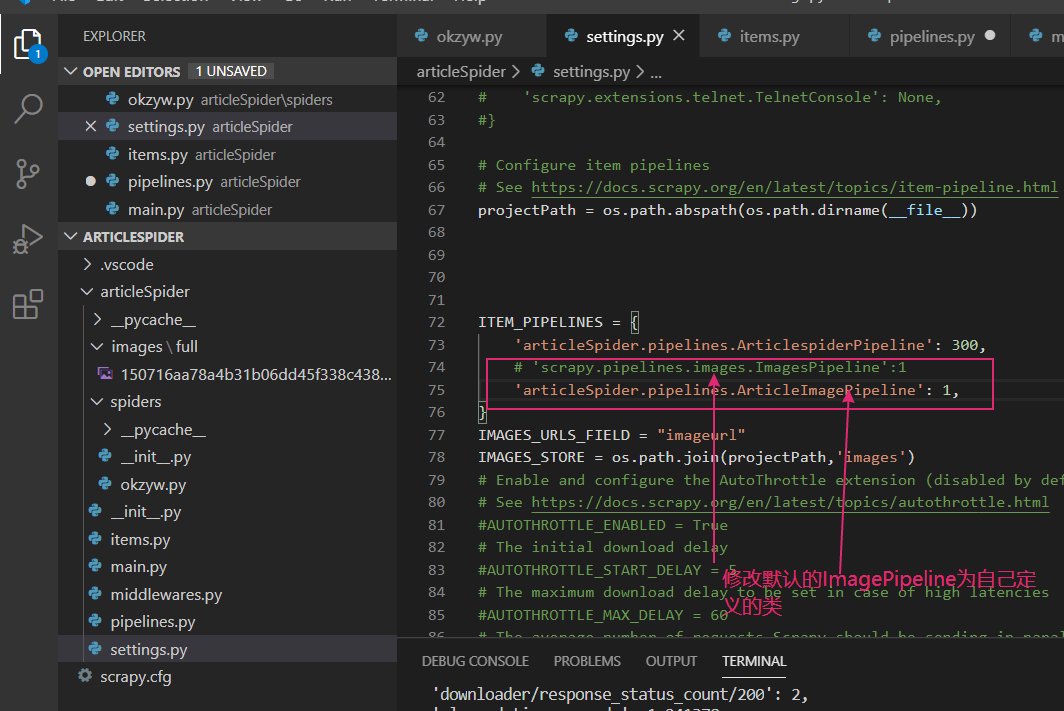 EXPLORER
OPEN EDITORS 1 UNSAVED
okzyw.py articleSpider\spiders
settings.py articleSpider
items.py articleSpider
pipelines.py articleSpider
main.py articleSpider
ARTICLESPIDER
.vscode
articleSpider
__pycache__
images \ full
150716aa78a4b31b06dd45f338c438...
spiders
__pycache__
__init__.py
okzyw.py
__init__.py
items.py
main.py
middlewares.py
pipelines.py
settings.py
scrapy.cfg
1
okzyw.py settings.py items.py pipelines.py
articleSpider > settings.py > ...
62 # 'scrapy.extensions.telnet.TelnetConsole': None,
63 #}
64
65 # Configure item pipelines
66 # See https://docs.scrapy.org/en/latest/topics/item-pipeline.html
67 projectPath = os.path.abspath(os.path.dirname(__file__))
68
69
70
71
72 ITEM_PIPELINES = {
73 'articleSpider.pipelines.ArticlespiderPipeline': 300,
74 # 'scrapy.pipelines.images.ImagesPipeline':1
75 'articleSpider.pipelines.ArticleImagePipeline': 1,
76 }
77 IMAGES_URLS_FIELD = "imageurl"
78 IMAGES_STORE = os.path.join(projectPath,'images')
79 # Enable and configure the AutoThrottle extension (disabled by def
80 # See https://docs.scrapy.org/en/latest/topics/autothrottle.html
81 #AUTOTHROTTLE_ENABLED = True
82 # The initial download delay
83 #AUTOTHROTTLE_START_DELAY = 5
84 # The maximum download delay to be set in case of high latencies
85 #AUTOTHROTTLE_MAX_DELAY = 60
修改默认的ImagePipeline为自己定
义的类
DEBUG CONSOLE PROBLEMS OUTPUT TERMINAL
'downloader/response_status_count/200': 2,